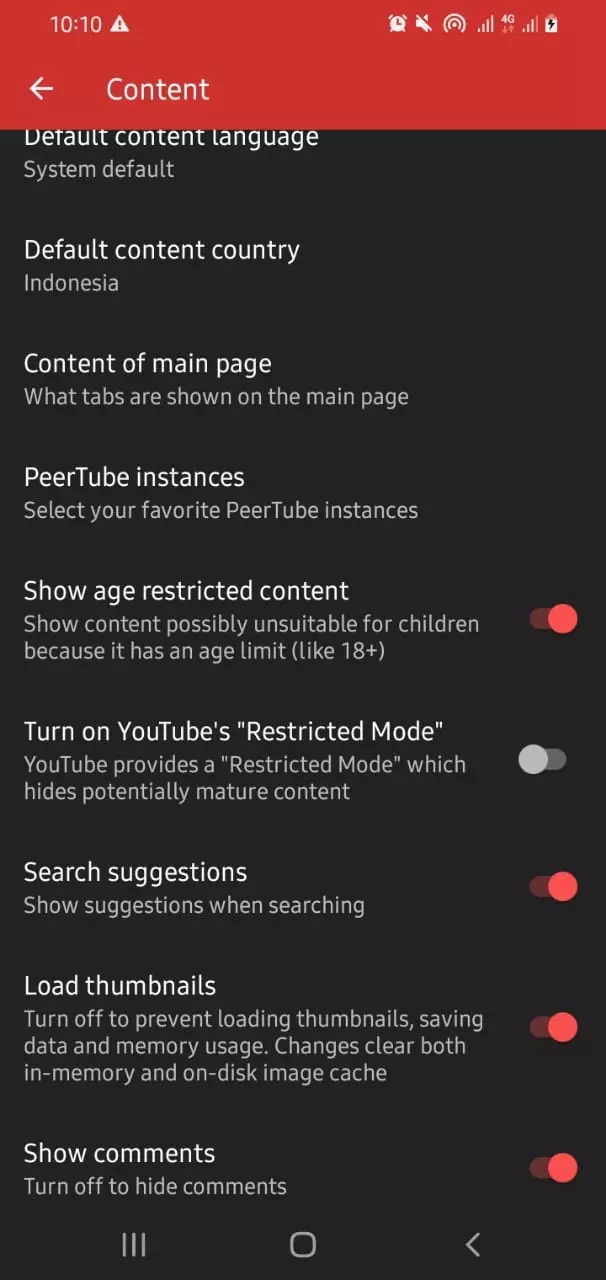 10:10
4G
Content
Default content language
System default
Default content country
Indonesia
Content of main page
What tabs are shown on the main page
PeerTube instances
Select your favorite PeerTube instances
Show age restricted content
Show content possibly unsuitable for children
because it has an age limit (like 18+)
Turn on YouTube's "Restricted Mode"
YouTube provides a "Restricted Mode" which
hides potentially mature content
Search suggestions
Show suggestions when searching
Load thumbnails
Turn off to prevent loading thumbnails, saving
data and memory usage. Changes clear both
in-memory and on-disk image cache
Show comments
Turn off to hide comments